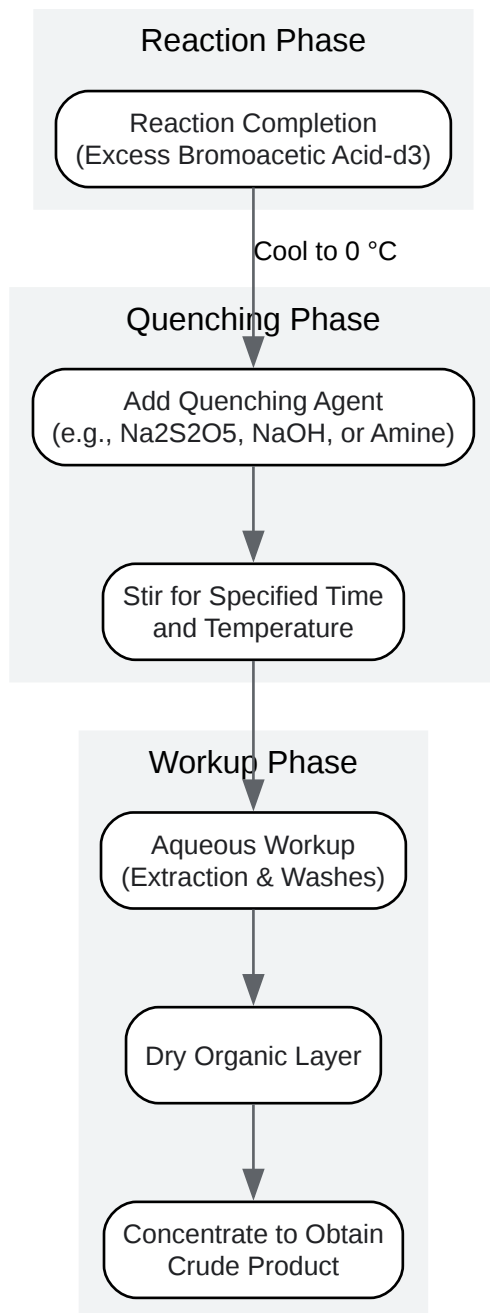 Reaction Phase
Reaction Completion
(Excess Bromoacetic Acid-d3)
Cool to 0 °C
Quenching Phase
Add Quenching Agent
(e.g., Na2S2O5, NaOH, or Amine)
Stir for Specified Time
and Temperature
Workup Phase
Aqueous Workup
(Extraction & Washes)
Dry Organic Layer
Concentrate to Obtain
Crude Product